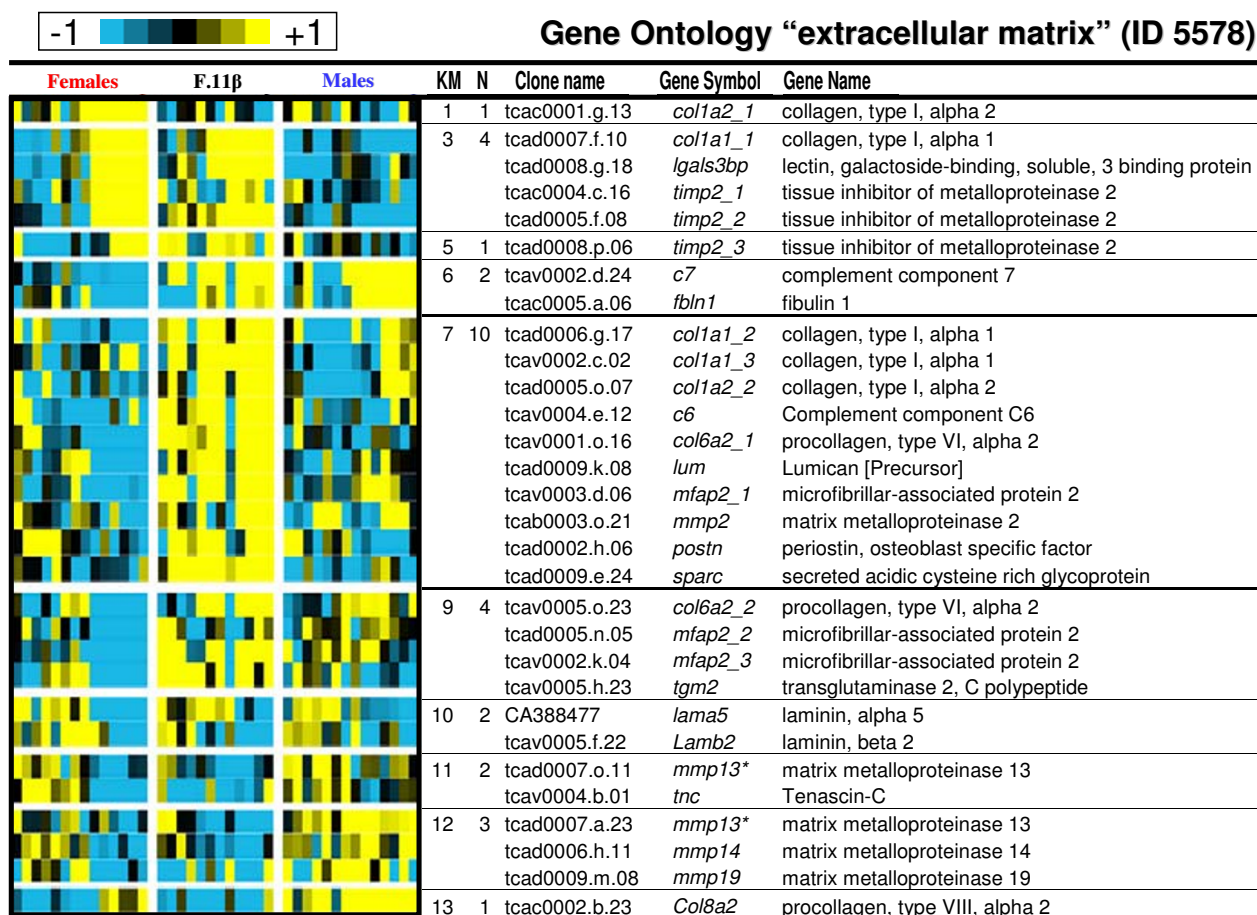 -1 +1
Gene Ontology “extracellular matrix” (ID 5578)
Females F.11β Males KM N Clone name Gene Symbol Gene Name
1 1 tcac0001.g.13 col1a2_1 collagen, type I, alpha 2
3 4 tcad0007.f.10 col1a1_1 collagen, type I, alpha 1
tcad0008.g.18 lgals3bp lectin, galactoside-binding, soluble, 3 binding protein
tcac0004.c.16 timp2_1 tissue inhibitor of metalloproteinase 2
tcad0005.f.08 timp2_2 tissue inhibitor of metalloproteinase 2
5 1 tcad0008.p.06 timp2_3 tissue inhibitor of metalloproteinase 2
6 2 tcav0002.d.24 c7 complement component 7
tcac0005.a.06 fbln1 fibulin 1
7 10 tcad0006.g.17 col1a1_2 collagen, type I, alpha 1
tcav0002.c.02 col1a1_3 collagen, type I, alpha 1
tcad0005.o.07 col1a2_2 collagen, type I, alpha 2
tcav0004.e.12 c6 Complement component C6
tcav0001.o.16 col6a2_1 procollagen, type VI, alpha 2
tcad0009.k.08 lum Lumican [Precursor]
tcav0003.d.06 mfap2_1 microfibrillar-associated protein 2
tcab0003.o.21 mmp2 matrix metalloproteinase 2
tcad0002.h.06 postn periostin, osteoblast specific factor
tcad0009.e.24 sparc secreted acidic cysteine rich glycoprotein
9 4 tcav0005.o.23 col6a2_2 procollagen, type VI, alpha 2
tcad0005.n.05 mfap2_2 microfibrillar-associated protein 2
tcav0002.k.04 mfap2_3 microfibrillar-associated protein 2
tcav0005.h.23 tgm2 transglutaminase 2, C polypeptide
10 2 CA388477 lama5 laminin, alpha 5
tcav0005.f.22 Lamb2 laminin, beta 2
11 2 tcad0007.o.11 mmp13* matrix metalloproteinase 13
tcav0004.b.01 tnc Tenascin-C
12 3 tcad0007.a.23 mmp13* matrix metalloproteinase 13
tcad0006.h.11 mmp14 matrix metalloproteinase 14
tcad0009.m.08 mmp19 matrix metalloproteinase 19
13 1 tcac0002.b.23 Col8a2 procollagen, type VIII, alpha 2